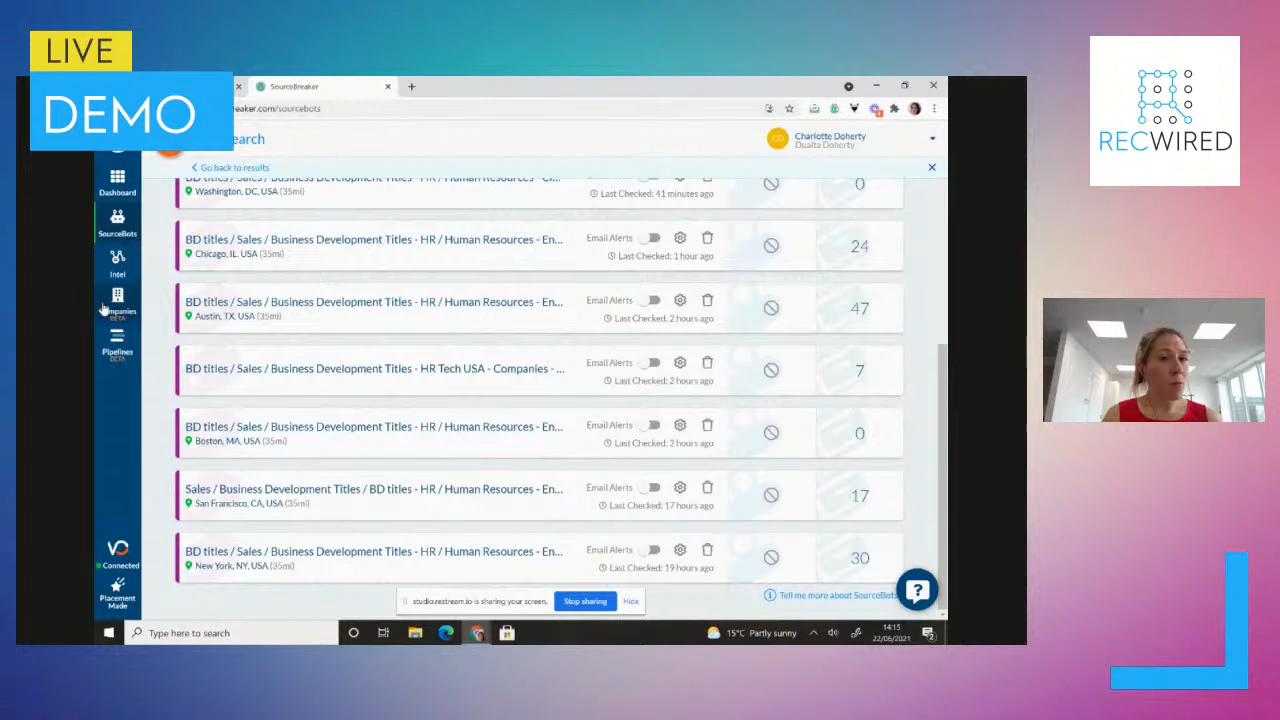 LIVE
DEMO
SourceBreaker
breaker.com/sourcebots
earch
CD
Charlotte Doherty
Dualta Doherty
RECWIRED
Go back to results
Dashboard
SourceBots
Intel
Companies
BETA
Pipelines
BETA
Connected
Placement
Made
Washington, DC, USA (35mi)
Last Checked: 41 minutes ago
0
BD titles / Sales / Business Development Titles - HR / Human Resources - En...
Email Alerts
Chicago, IL, USA (35mi)
Last Checked: 1 hour ago
24
BD titles / Sales / Business Development Titles - HR / Human Resources - En...
Email Alerts
Austin, TX, USA (35mi)
Last Checked: 2 hours ago
47
BD titles / Sales / Business Development Titles - HR Tech USA - Companies - ...
Email Alerts
Last Checked: 2 hours ago
7
BD titles / Sales / Business Development Titles - HR / Human Resources - En...
Email Alerts
Boston, MA, USA (35mi)
Last Checked: 2 hours ago
0
Sales / Business Development Titles / BD titles - HR / Human Resources - En...
Email Alerts
San Francisco, CA, USA (35mi)
Last Checked: 17 hours ago
17
BD titles / Sales / Business Development Titles - HR / Human Resources - En...
Email Alerts
New York, NY, USA (35mi)
Last Checked: 19 hours ago
30
Tell me more about SourceBots
studio.restream.io is sharing your screen.
Stop sharing
Hide
Type here to search
15°C Partly sunny
14:15
22/06/2021
2